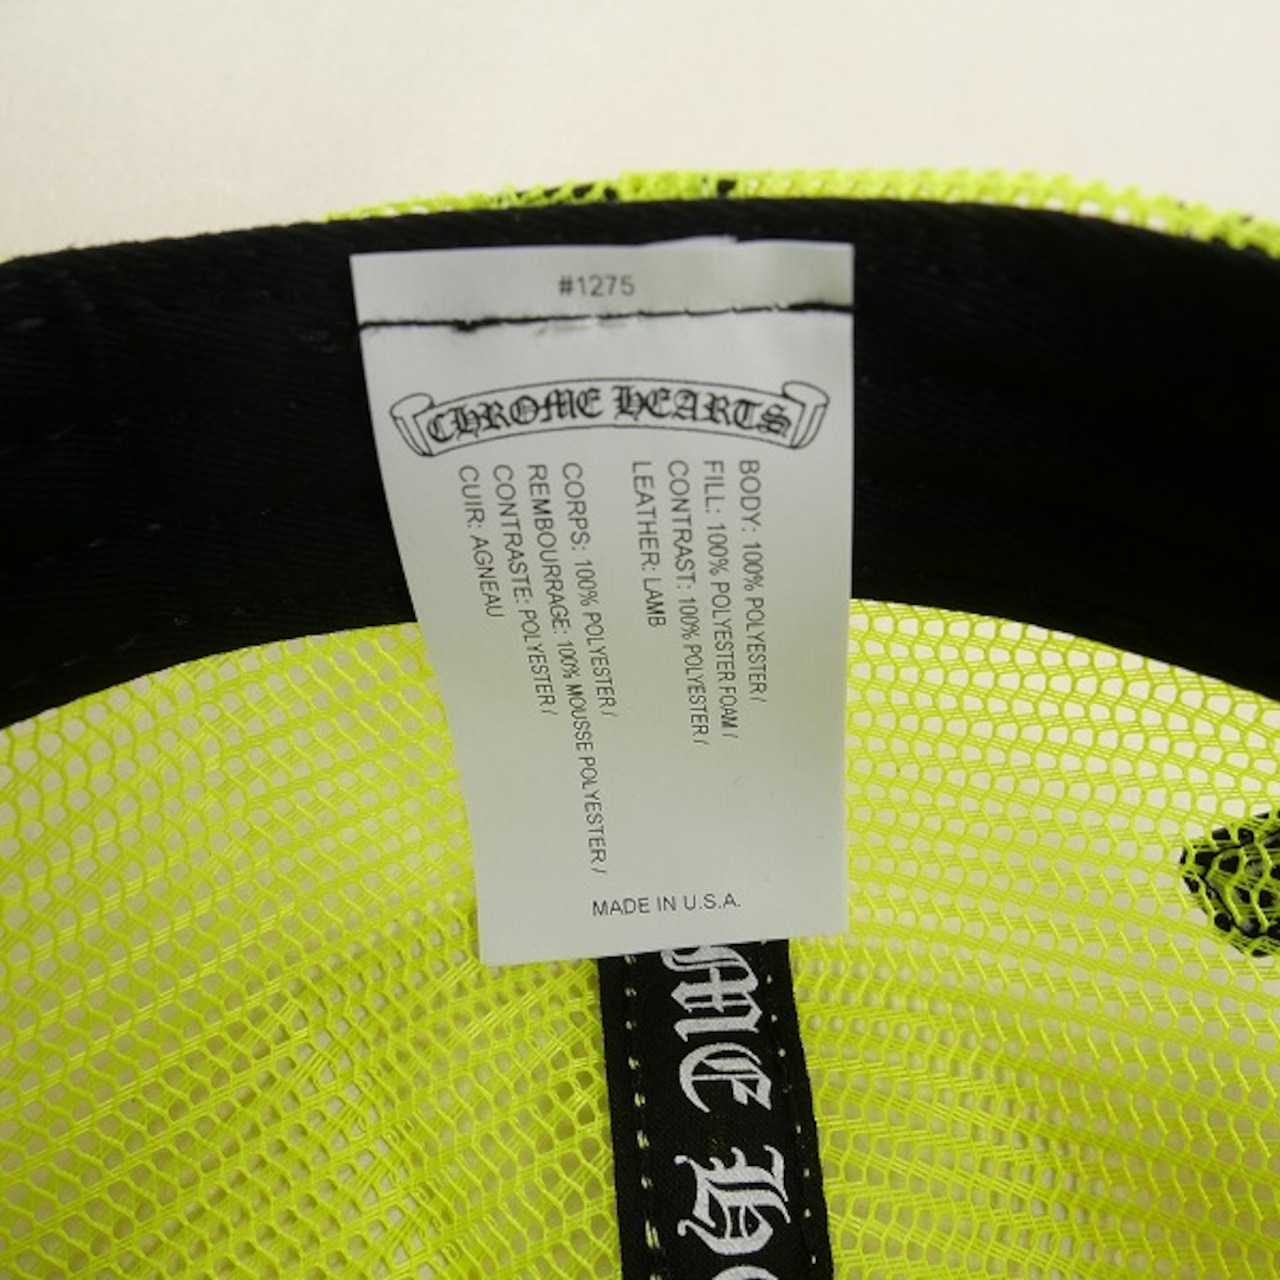 #1275
CHROME HEARTS
BODY: 100% POLYESTER /
FILL: 100% POLYESTER FOAM /
CONTRAST: 100% POLYESTER /
LEATHER: LAMB
CORPS: 100% POLYESTER /
REMBOURRAGE: 100% MOUSSE POLYESTER /
CONTRASTE: POLYESTER /
CUIR: AGNEAU
MADE IN U.S.A.